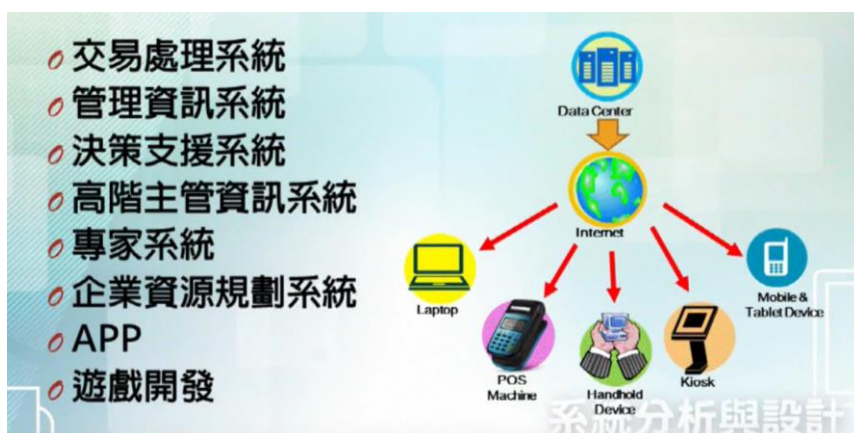 交易處理系統
管理資訊系統
決策支援系統
高階主管資訊系統
專家系統
企業資源規劃系統
APP
遊戲開發
Data Center
Internet
Laptop
POS
Machine
Handhold
Device
Kiosk
Mobile &
Tablet Device
系統分析與設計